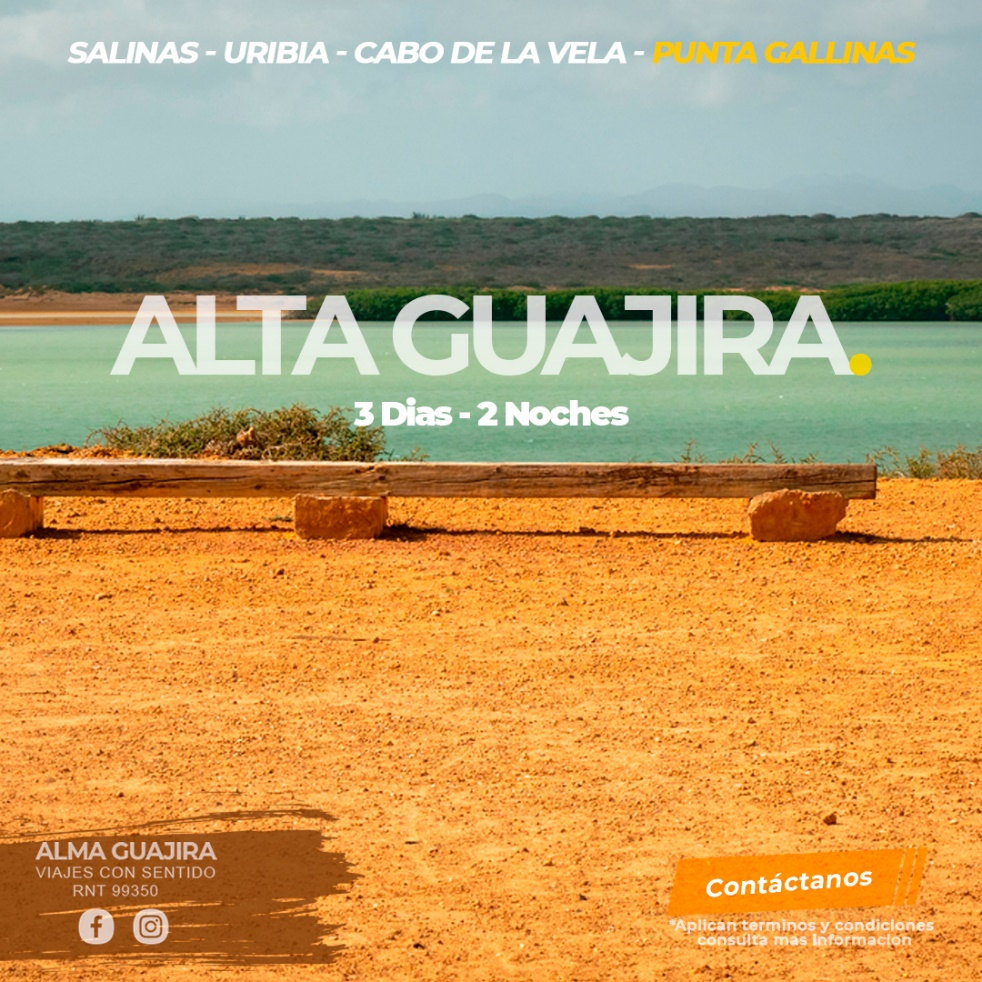 SALINAS - URIBIA - CABO DE LA VELA - PUNTA GALLINAS
ALTA GUAJIRA.
3 Dias - 2 Noches
ALMA GUAJIRA
VIAJES CON SENTIDO
RNT 99350
Contáctanos
*Aplican terminos y condiciones
consulta mas informacion